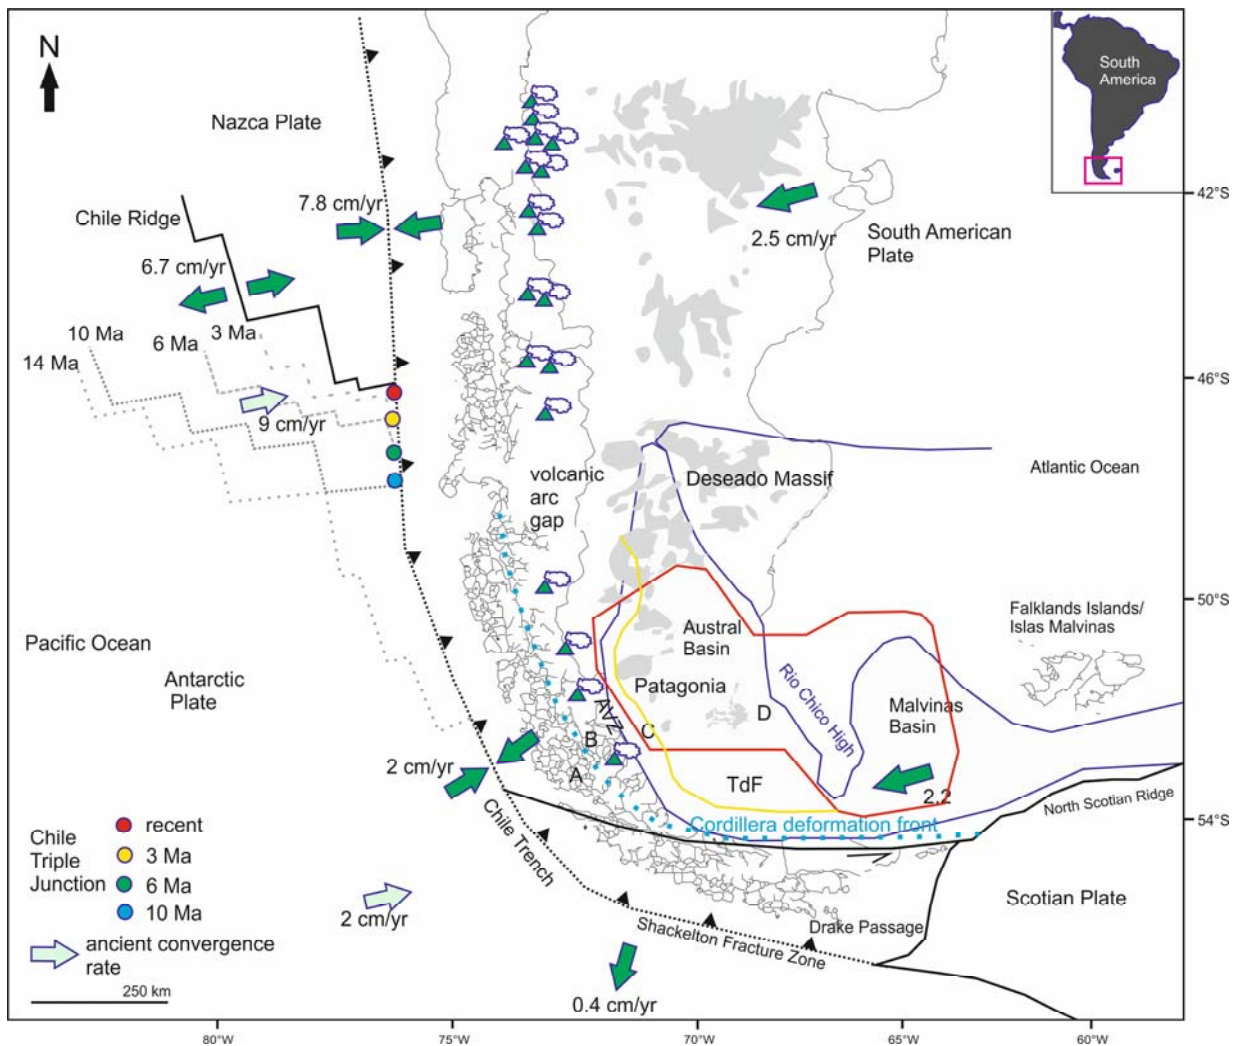 N
South
America
Nazca Plate
42°S
Chile Ridge
7.8 cm/yr
2.5 cm/yr
South American
Plate
6.7 cm/yr
10 Ma
6 Ma
3 Ma
14 Ma
46°S
9 cm/yr
volcanic
arc
gap
Deseado Massif
Atlantic Ocean
50°S
Falklands Islands/
Islas Malvinas
Pacific Ocean
Austral
Basin
Antarctic
Plate
Patagonia
Rio Chico High
Malvinas
Basin
AVZ
D
C
B
A
2 cm/yr
TdF
2.2
North Scotian Ridge
Cordillera deformation front
54°S
Chile
Triple
Junction
recent
3 Ma
6 Ma
10 Ma
Chile Trench
Scotian Plate
2 cm/yr
Drake Passage
Shackelton Fracture Zone
ancient convergence
rate
250 km
0.4 cm/yr
80°W
75°W
70°W
65°W
60°W